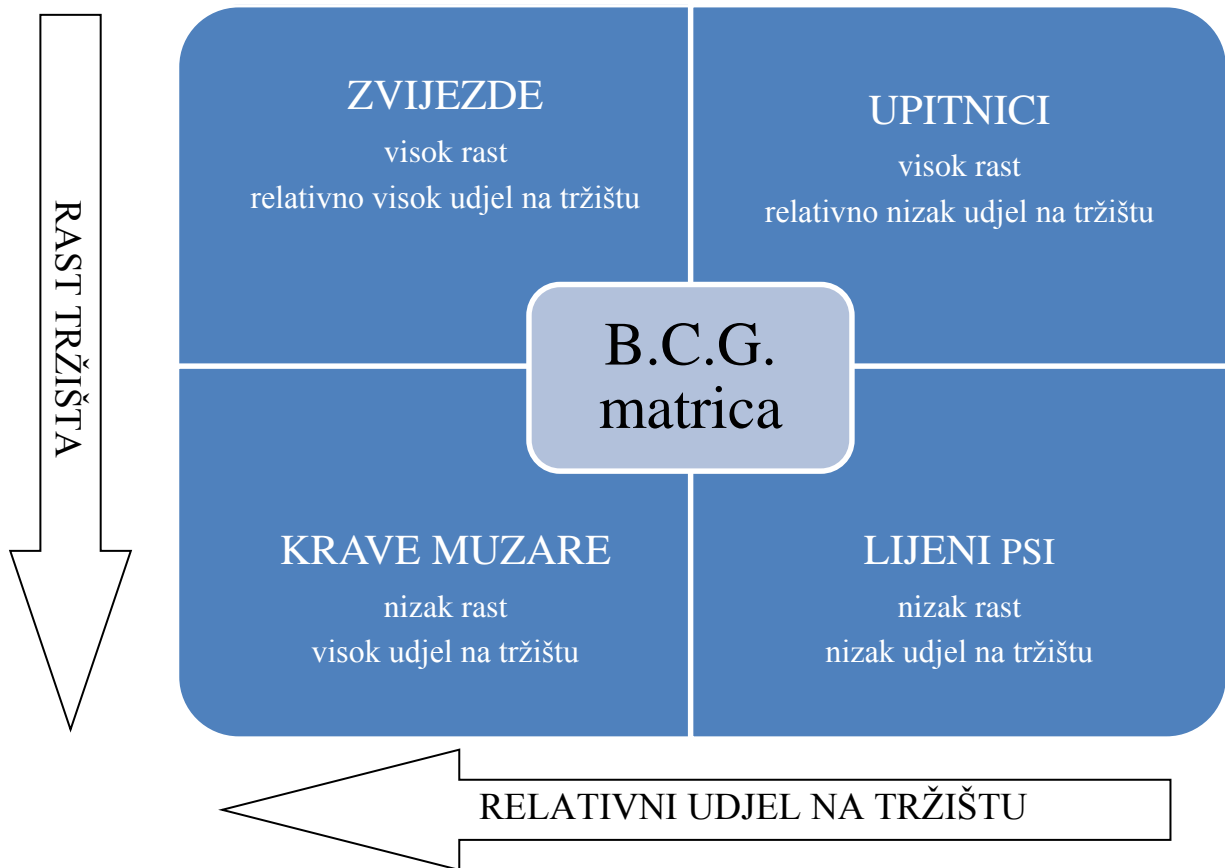 RAST TRŽIŠTA
ZVIJEZDE
visok rast
relativno visok udjel na tržištu
UPITNICI
visok rast
relativno nizak udjel na tržištu
B.C.G.
matrica
KRAVE MUZARE
nizak rast
visok udjel na tržištu
LIJENI PSI
nizak rast
nizak udjel na tržištu
RELATIVNI UDJEL NA TRŽIŠTU